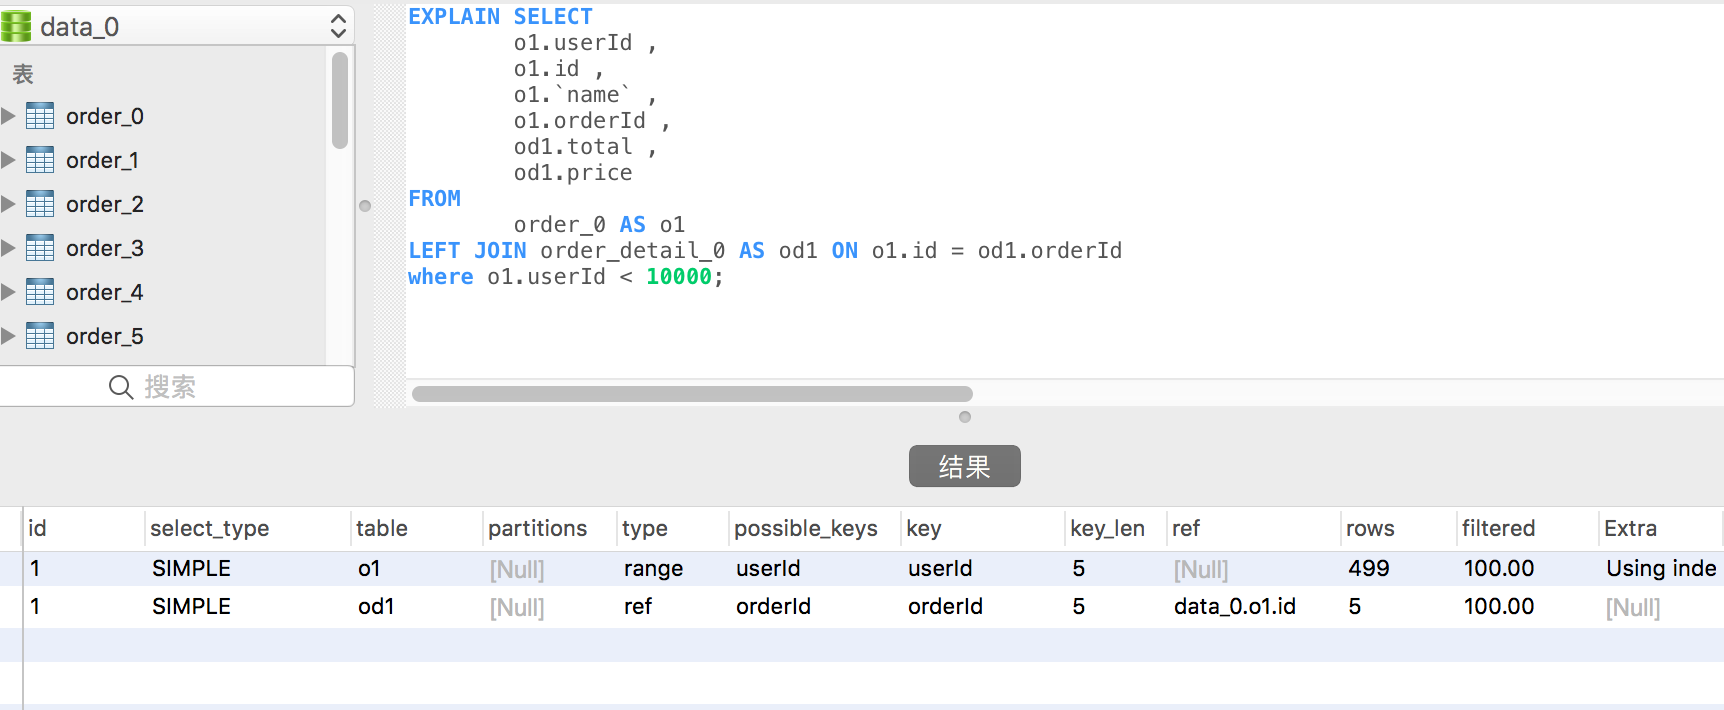 data_0
表
order_0
order_1
order_2
order_3
order_4
order_5
搜索
EXPLAIN SELECT
o1.userId ,
o1.id ,
o1.`name` ,
o1.orderId ,
od1.total ,
od1.price
FROM
order_0 AS o1
LEFT JOIN order_detail_0 AS od1 ON o1.id = od1.orderId
where o1.userId < 10000;
结果
id select_type table partitions type possible_keys key key_len ref rows filtered Extra
1 SIMPLE o1 [Null] range userId userId 5 [Null] 499 100.00 Using inde
1 SIMPLE od1 [Null] ref orderId orderId 5 data_0.o1.id 5 100.00 [Null]